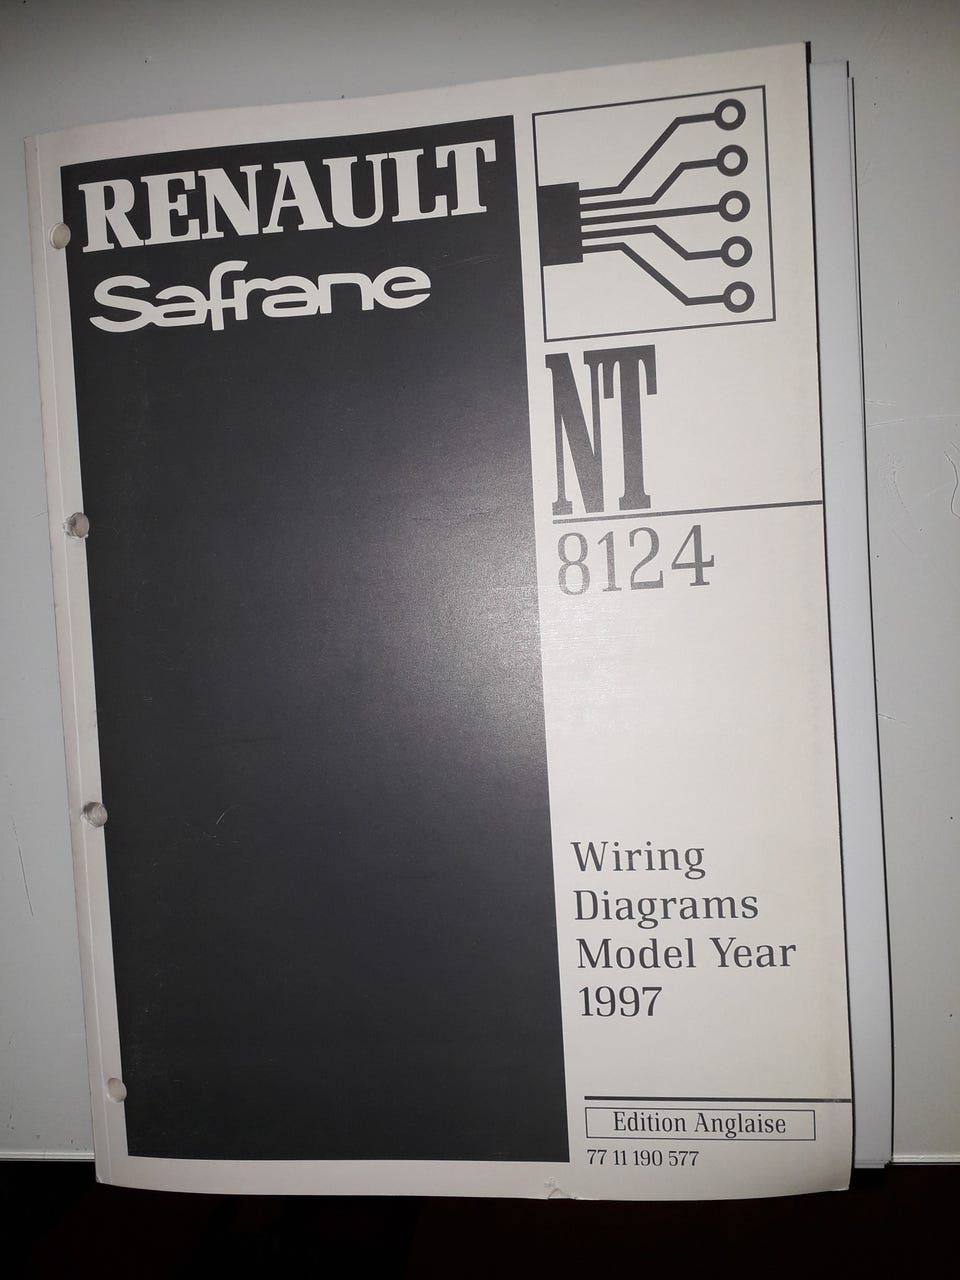 RENAULT
Safrane
NT
8124
Wiring
Diagrams
Model Year
1997
Edition Anglaise
77 11 190 577